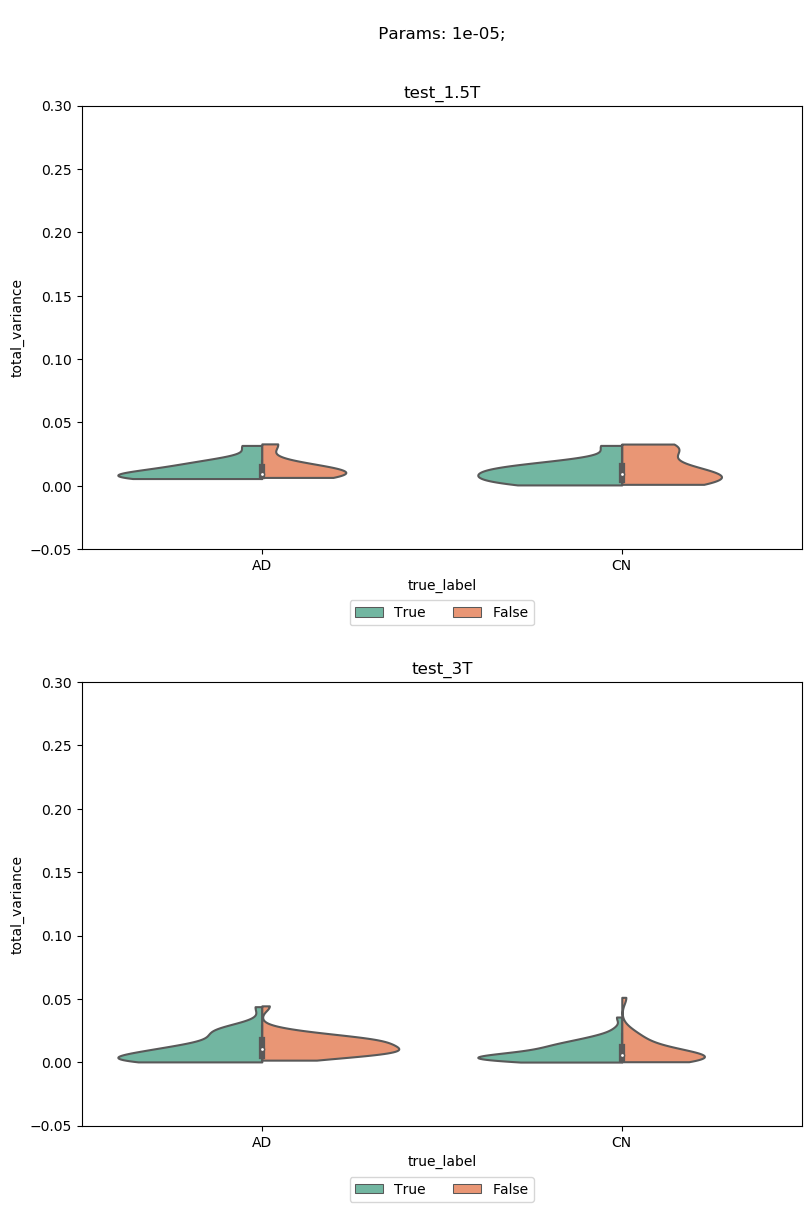 Params: 1e-05;
test_1.5T
0.30
0.25
0.20
0.15
0.10
0.05
0.00
−0.05
total_variance
AD CN
true_label
True False
test_3T
0.30
0.25
0.20
0.15
0.10
0.05
0.00
−0.05
total_variance
AD CN
true_label
True False